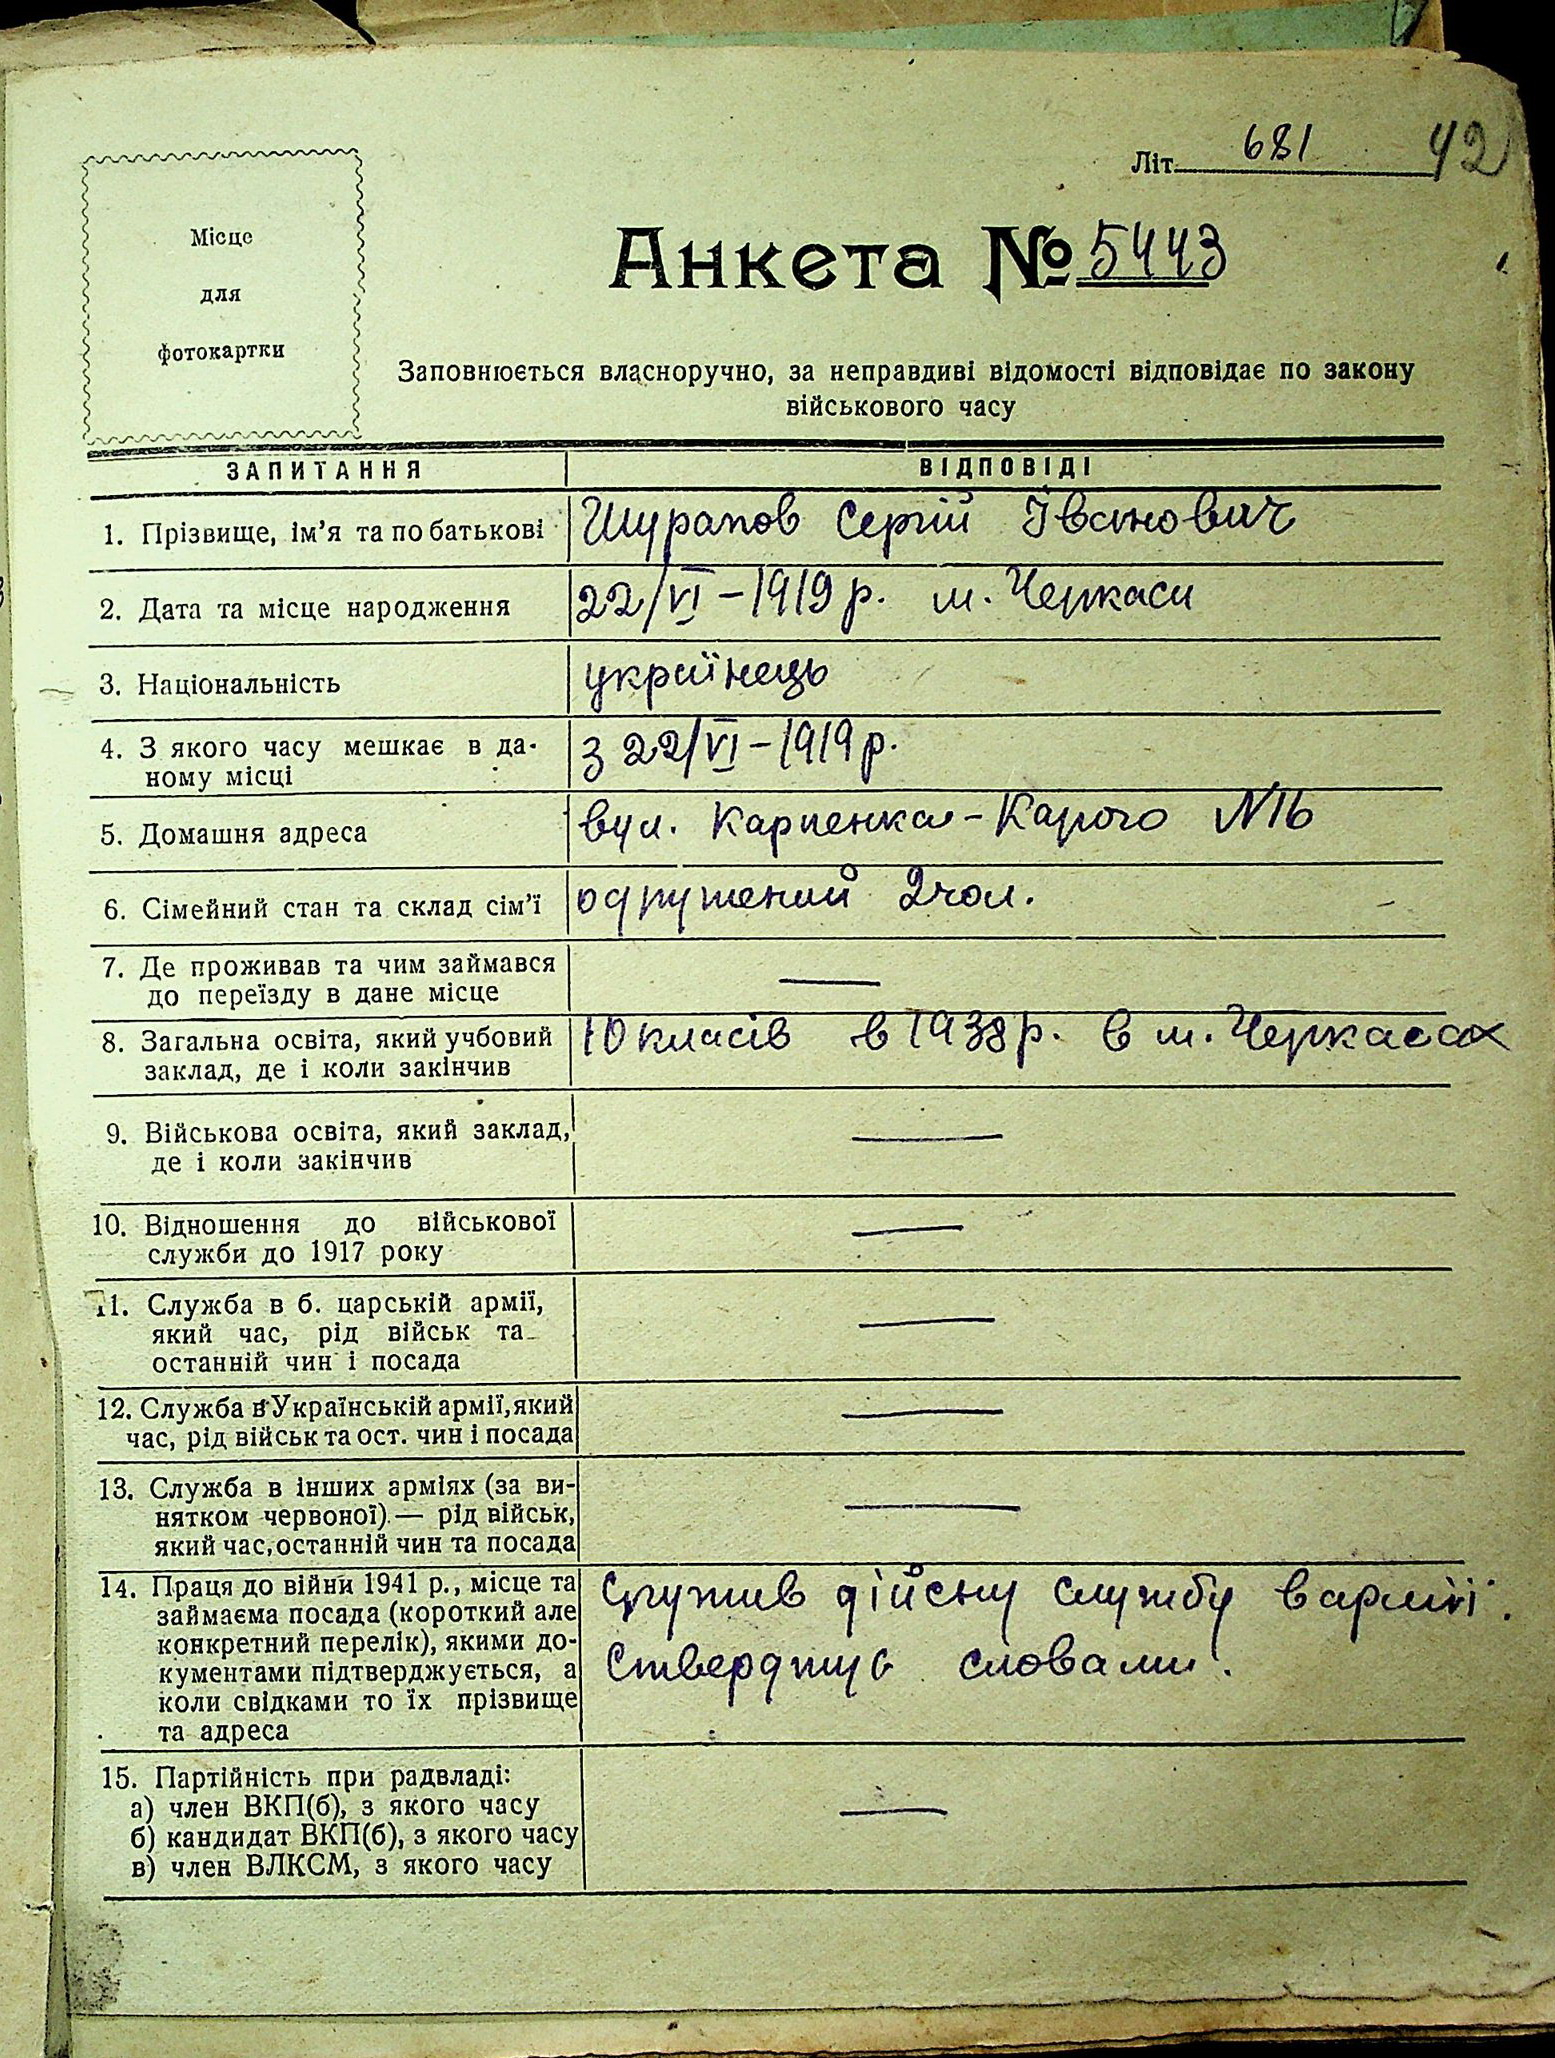 Літ. 681 42
Місце
для
фотокартки
Анкета № 5443
Заповнюється власноручно, за неправдиві відомості відповідає по закону
військового часу
ЗАПИТАННЯ ВІДПОВІДІ
1. Прізвище, ім'я та по батькові Шурапов Сергій Іванович
2. Дата та місце народження 22/VI – 1919 р. м. Черкаси
3. Національність українець
4. З якого часу мешкає в да- з 22/VI – 1919 р.
ному місці
5. Домашня адреса вул. Карпенка-Карого №16
6. Сімейний стан та склад сім'ї одружений 2 чол.
7. Де проживав та чим займався —
до переїзду в дане місце
8. Загальна освіта, який учбовий 10 класів в 1938 р. в м. Черкасах
заклад, де і коли закінчив
9. Військова освіта, який заклад, —
де і коли закінчив
10. Відношення до військової —
служби до 1917 року
11. Служба в б. царській армії, —
який час, рід військ та
останній чин і посада
12. Служба в Українській армії, який —
час, рід військ та ост. чин і посада
13. Служба в інших арміях (за ви- —
нятком червоної) — рід військ,
який час, останній чин та посада
14. Праця до війни 1941 р., місце та служив дійсну службу в армії.
займаєма посада (короткий але
конкретний перелік), якими до- Стверджую словами.
кументами підтверджується, а
коли свідками то їх прізвище
та адреса
15. Партійність при радвладі: —
а) член ВКП(б), з якого часу
б) кандидат ВКП(б), з якого часу
в) член ВЛКСМ, з якого часу